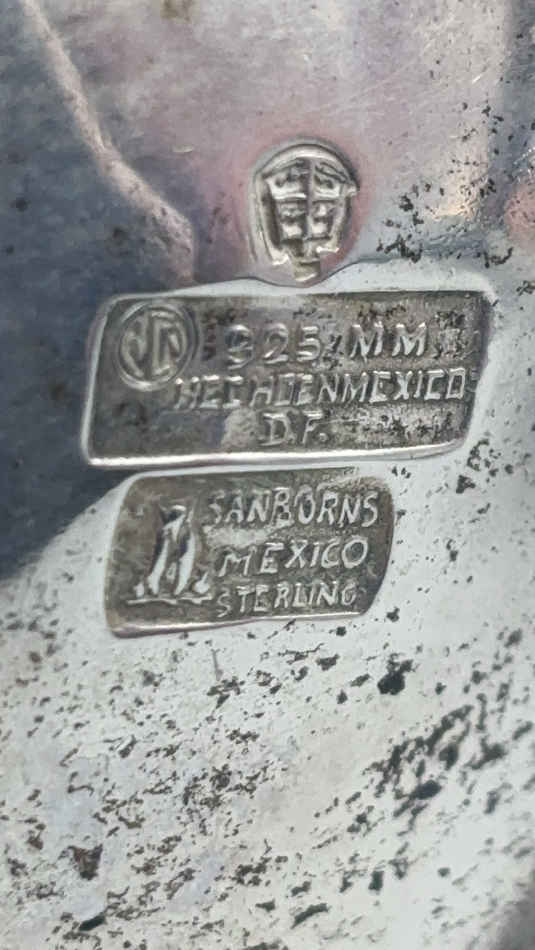 925 MM
HECHOENMEXICO
D.F.
SANBORNS
MEXICO
STERLING